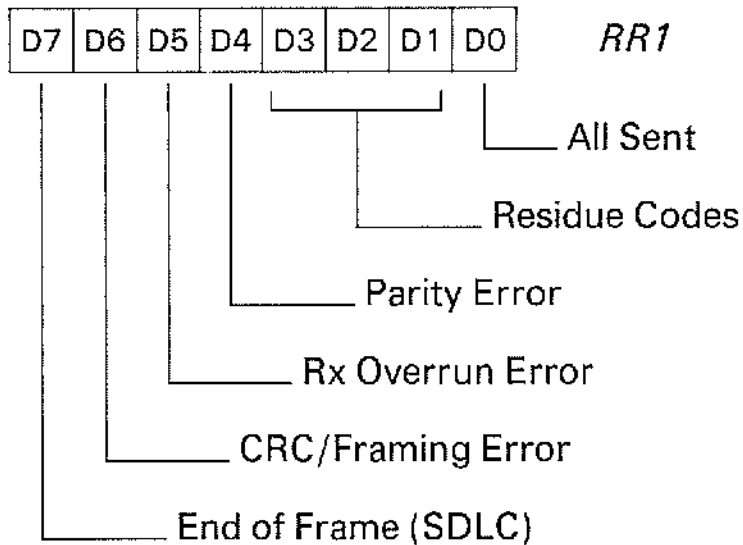 D7 D6 D5 D4 D3 D2 D1 D0 RR1
All Sent
Residue Codes
Parity Error
Rx Overrun Error
CRC/Framing Error
End of Frame (SDLC)